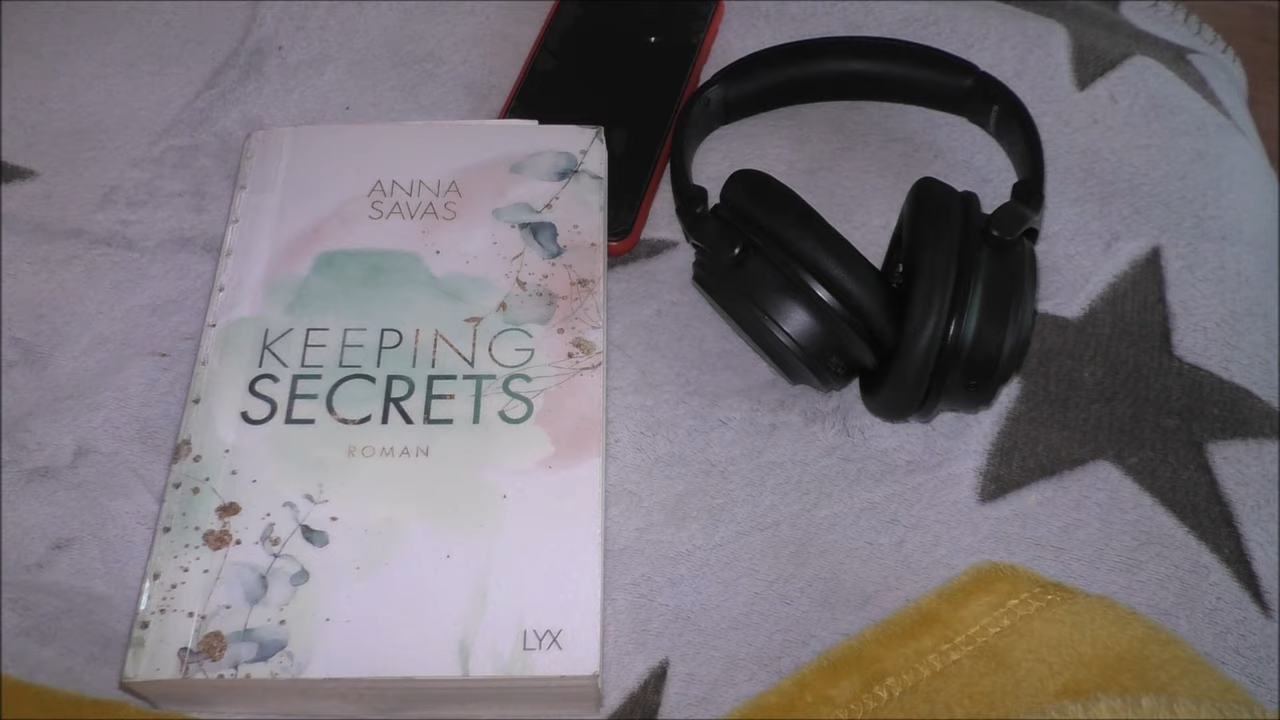 ANNA
SAVAS
KEEPING
SECRETS
ROMAN
LYX